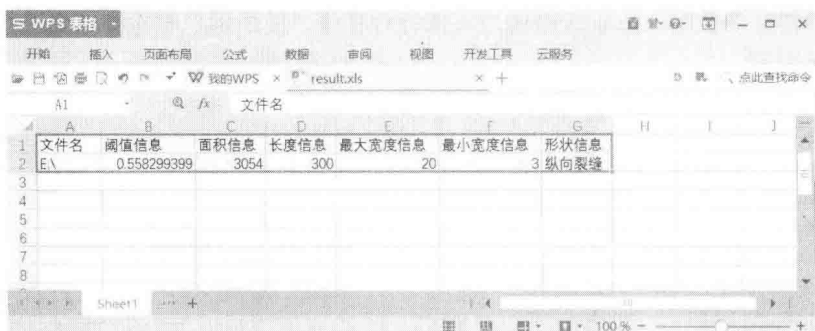 WPS 表格
开始 插入 页面布局 公式 数据 审阅 视图 开发工具 云服务
我的WPS × result.xls × +
点此查找命令
A1 fx 文件名
A B C D E F G H I J
1 文件名 阈值信息 面积信息 长度信息 最大宽度信息 最小宽度信息 形状信息
2 E:\ 0.558299399 3054 300 20 3 纵向裂缝
3
4
5
6
7
8
Sheet1 ··· +
100 % − +